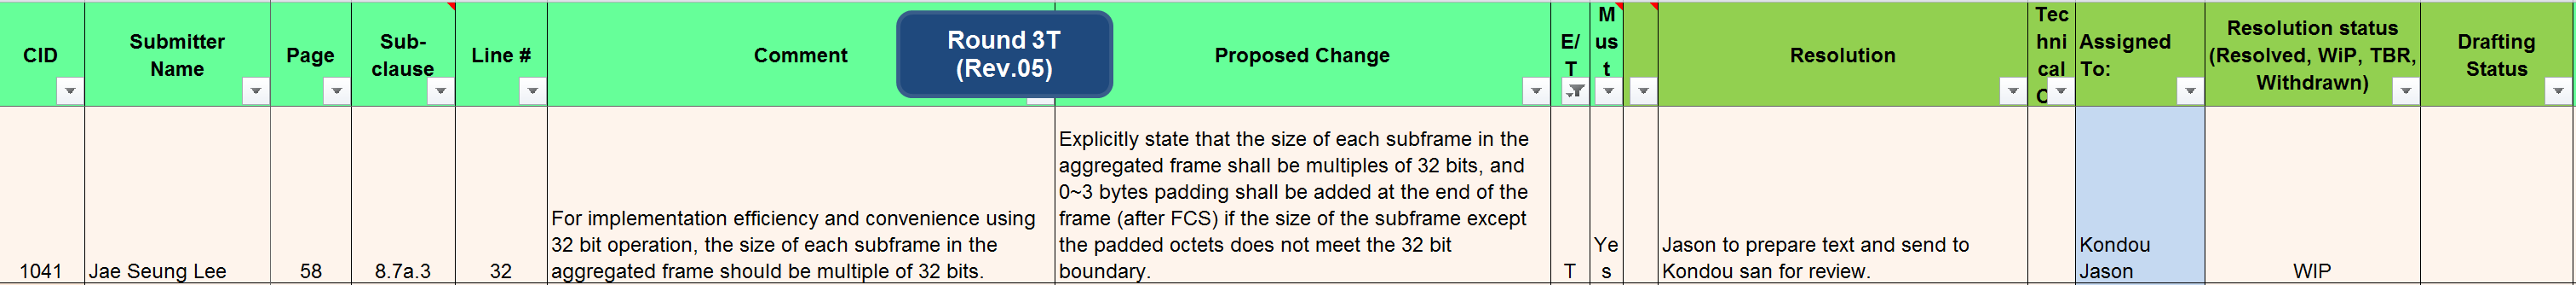 CID
Submitter
Name
Page
Sub-
clause
Line #
Comment
Round 3T
(Rev.05)
Proposed Change
E/
T
M
us
t
Resolution
Tec
hni
cal
Assigned
To:
Resolution status
(Resolved, WiP, TBR,
Withdrawn)
Drafting
Status
1041
Jae Seung Lee
58
8.7a.3
32
For implementation efficiency and convenience using
32 bit operation, the size of each subframe in the
aggregated frame should be multiple of 32 bits.
Explicitly state that the size of each subframe in the
aggregated frame shall be multiples of 32 bits, and
0~3 bytes padding shall be added at the end of the
frame (after FCS) if the size of the subframe except
the padded octets does not meet the 32 bit
boundary.
T
Ye
s
Jason to prepare text and send to
Kondou san for review.
Kondou
Jason
WIP